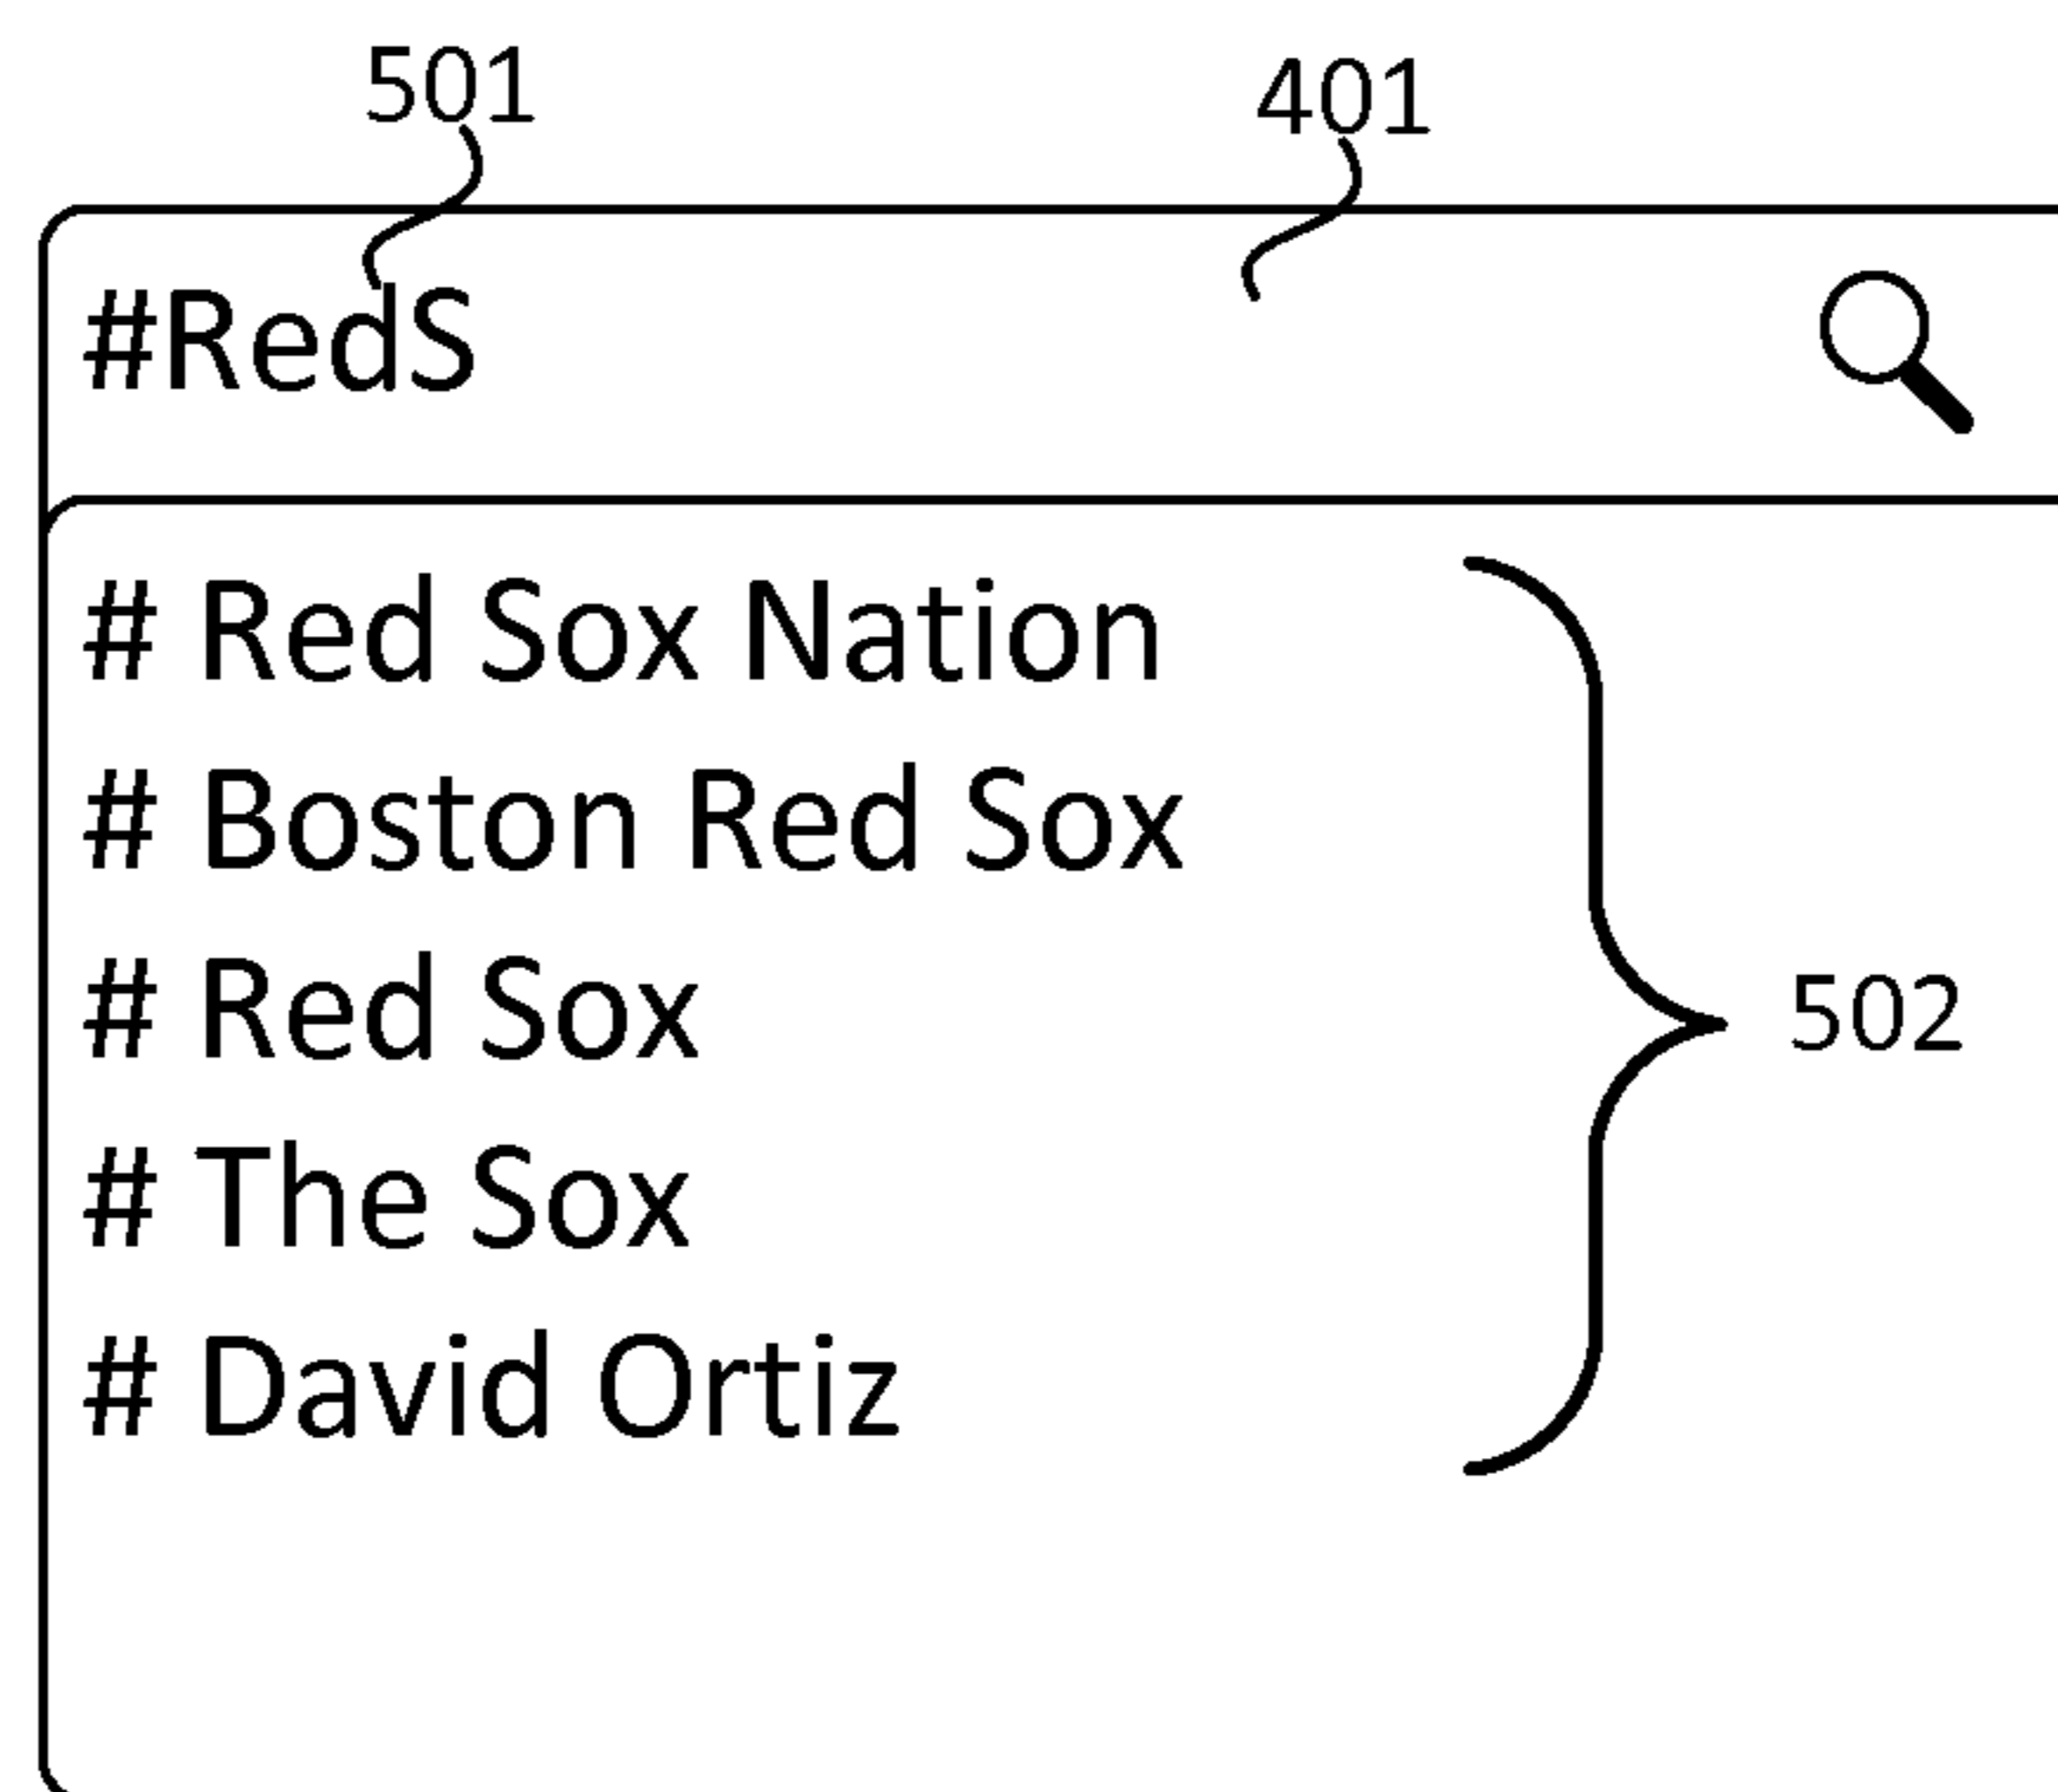 501 401
#RedS
# Red Sox Nation
# Boston Red Sox
# Red Sox
502
# The Sox
# David Ortiz